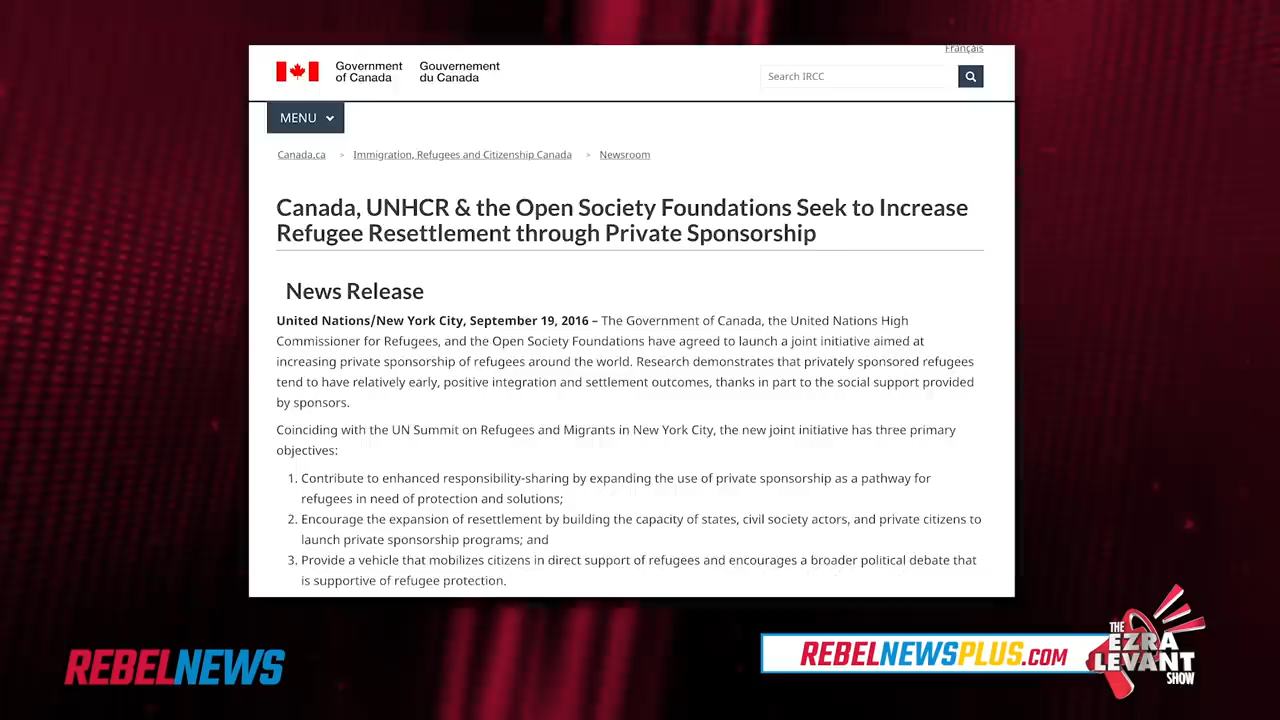 Français
Government
of Canada
Gouvernement
du Canada
Search IRCC
MENU
Canada.ca > Immigration, Refugees and Citizenship Canada > Newsroom
Canada, UNHCR & the Open Society Foundations Seek to Increase
Refugee Resettlement through Private Sponsorship
News Release
United Nations/New York City, September 19, 2016 – The Government of Canada, the United Nations High
Commissioner for Refugees, and the Open Society Foundations have agreed to launch a joint initiative aimed at
increasing private sponsorship of refugees around the world. Research demonstrates that privately sponsored refugees
tend to have relatively early, positive integration and settlement outcomes, thanks in part to the social support provided
by sponsors.
Coinciding with the UN Summit on Refugees and Migrants in New York City, the new joint initiative has three primary
objectives:
1. Contribute to enhanced responsibility-sharing by expanding the use of private sponsorship as a pathway for
refugees in need of protection and solutions;
2. Encourage the expansion of resettlement by building the capacity of states, civil society actors, and private citizens to
launch private sponsorship programs; and
3. Provide a vehicle that mobilizes citizens in direct support of refugees and encourages a broader political debate that
is supportive of refugee protection.
REBELNEWS
REBELNEWSPLUS.COM
THE
EZRA
LEVANT
SHOW